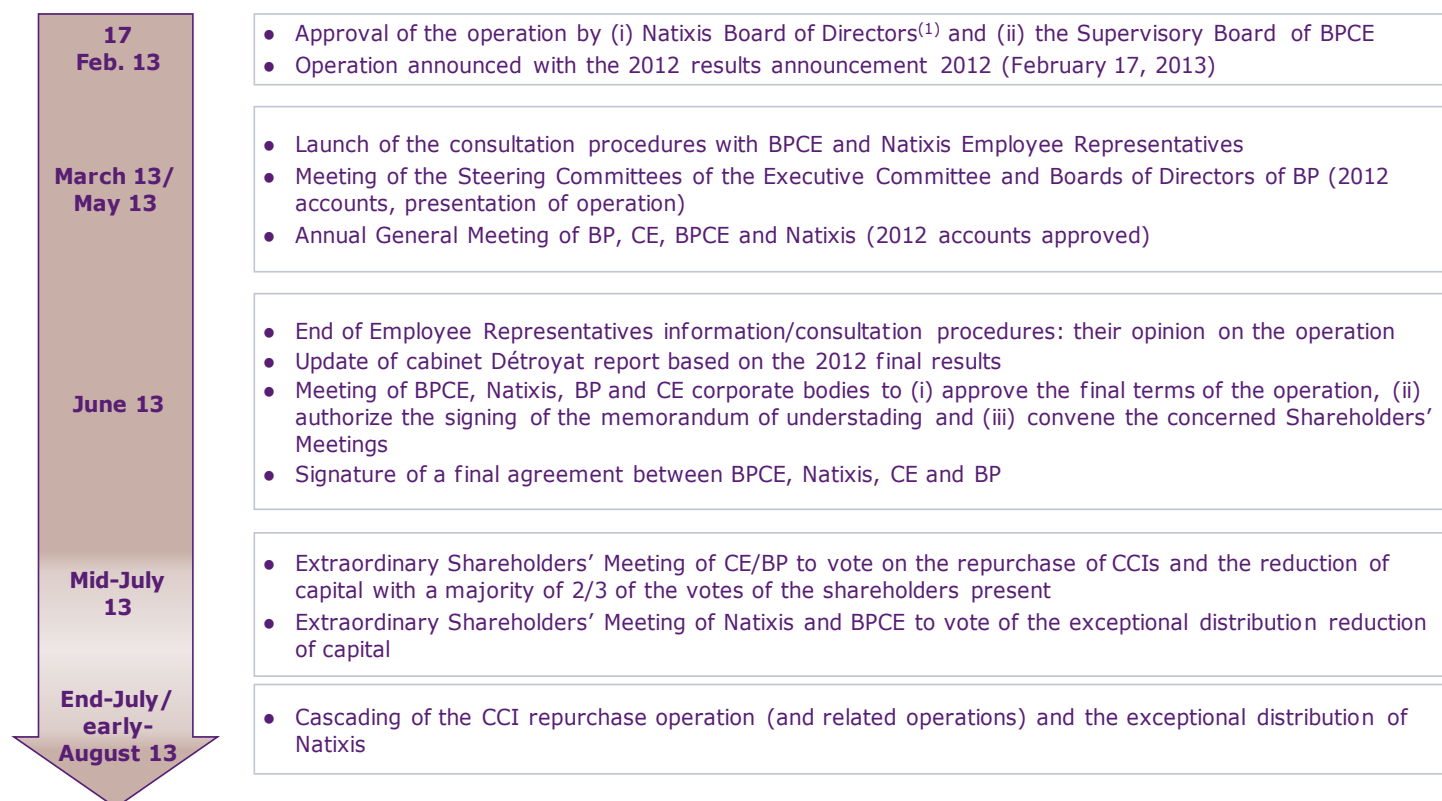 17
Feb. 13
● Approval of the operation by (i) Natixis Board of Directors(1) and (ii) the Supervisory Board of BPCE
● Operation announced with the 2012 results announcement 2012 (February 17, 2013)
March 13/
May 13
● Launch of the consultation procedures with BPCE and Natixis Employee Representatives
● Meeting of the Steering Committees of the Executive Committee and Boards of Directors of BP (2012
accounts, presentation of operation)
● Annual General Meeting of BP, CE, BPCE and Natixis (2012 accounts approved)
June 13
● End of Employee Representatives information/consultation procedures: their opinion on the operation
● Update of cabinet Détroyat report based on the 2012 final results
● Meeting of BPCE, Natixis, BP and CE corporate bodies to (i) approve the final terms of the operation, (ii)
authorize the signing of the memorandum of understading and (iii) convene the concerned Shareholders’
Meetings
● Signature of a final agreement between BPCE, Natixis, CE and BP
Mid-July
13
● Extraordinary Shareholders’ Meeting of CE/BP to vote on the repurchase of CCIs and the reduction of
capital with a majority of 2/3 of the votes of the shareholders present
● Extraordinary Shareholders’ Meeting of Natixis and BPCE to vote of the exceptional distribution reduction
of capital
End-July/
early-
August 13
● Cascading of the CCI repurchase operation (and related operations) and the exceptional distribution of
Natixis